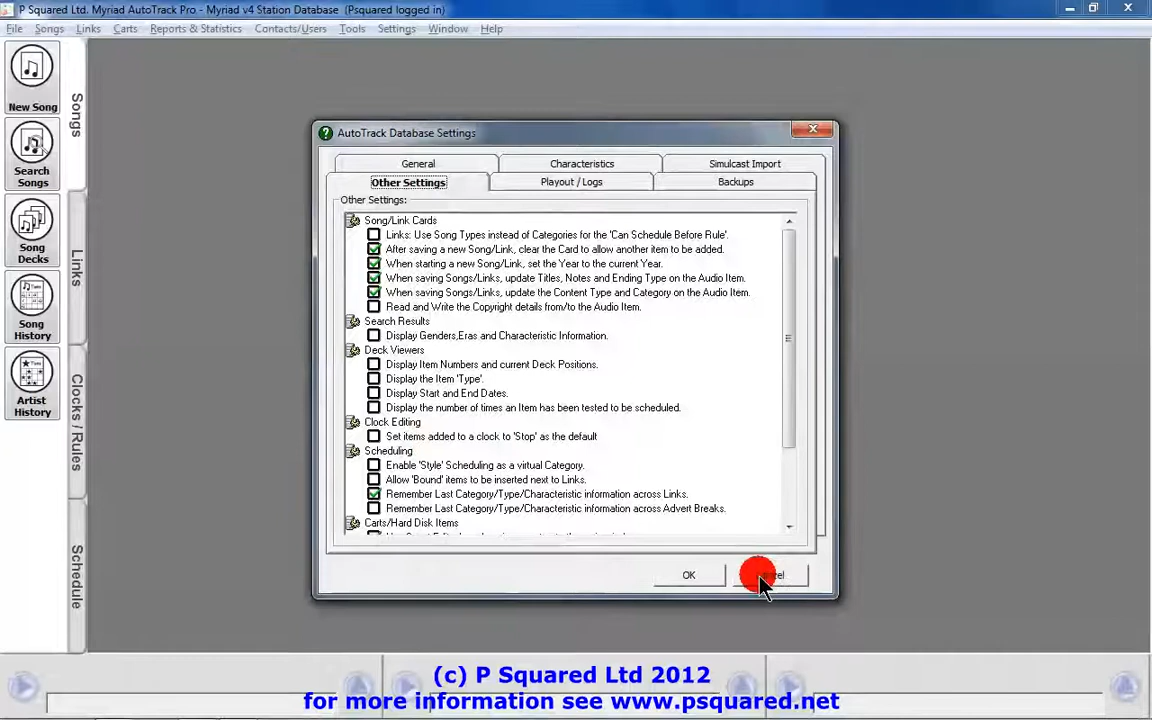 P Squared Ltd. Myriad AutoTrack Pro - Myriad v4 Station Database (Psquared logged in)
File Songs Links Carts Reports & Statistics Contacts/Users Tools Settings Window Help
New Song
Search Songs
Song Decks
Song History
Artist History
Songs
Links
Clocks / Rules
Schedule
AutoTrack Database Settings
General Characteristics Simulcast Import
Other Settings Playout / Logs Backups
Other Settings:
Song/Link Cards
Links: Use Song Types instead of Categories for the 'Can Schedule Before Rule'.
After saving a new Song/Link, clear the Card to allow another item to be added.
When starting a new Song/Link, set the Year to the current Year.
When saving Songs/Links, update Titles, Notes and Ending Type on the Audio Item.
When saving Songs/Links, update the Content Type and Category on the Audio Item.
Read and Write the Copyright details from/to the Audio Item.
Search Results
Display Genders,Eras and Characteristic Information.
Deck Viewers
Display Item Numbers and current Deck Positions.
Display the Item 'Type'.
Display Start and End Dates.
Display the number of times an Item has been tested to be scheduled.
Clock Editing
Set items added to a clock to 'Stop' as the default
Scheduling
Enable 'Style' Scheduling as a virtual Category.
Allow 'Bound' items to be inserted next to Links.
Remember Last Category/Type/Characteristic information across Links.
Remember Last Category/Type/Characteristic information across Advert Breaks.
Carts/Hard Disk Items
OK
(c) P Squared Ltd 2012
for more information see www.psquared.net